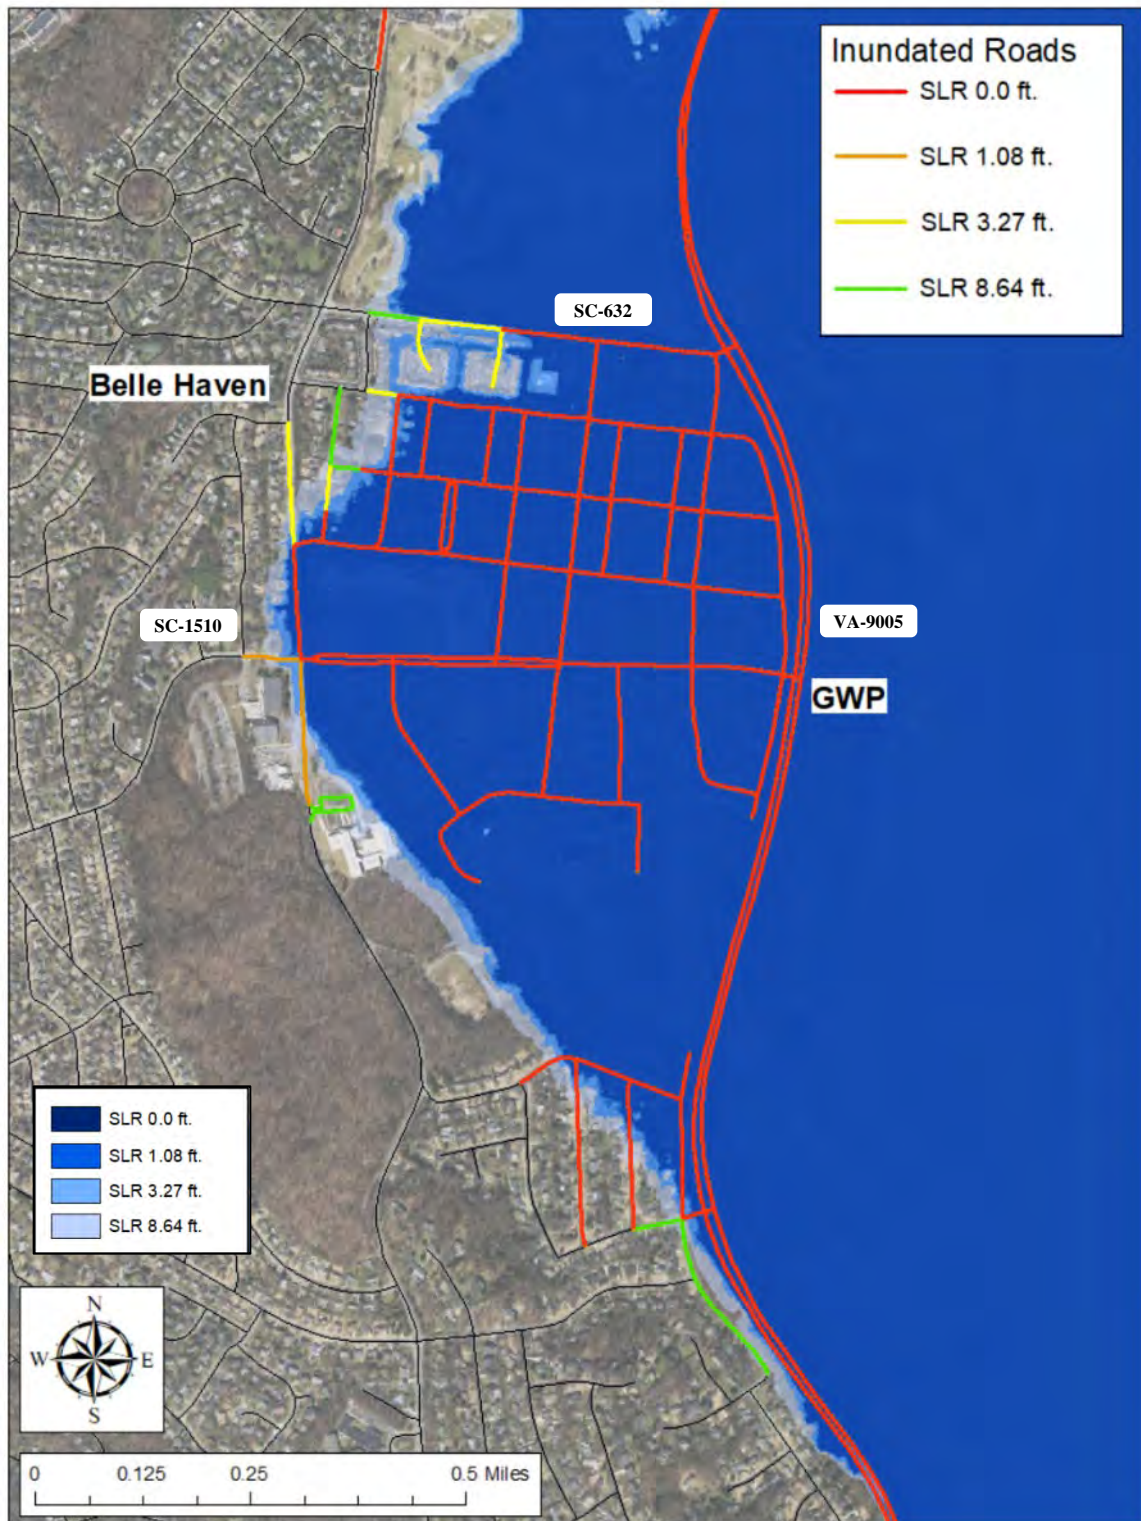 Inundated Roads
SLR 0.0 ft.
SLR 1.08 ft.
SLR 3.27 ft.
SLR 8.64 ft.
SC-632
Belle Haven
SC-1510
VA-9005
GWP
SLR 0.0 ft.
SLR 1.08 ft.
SLR 3.27 ft.
SLR 8.64 ft.
N
W E
S
0 0.125 0.25 0.5 Miles